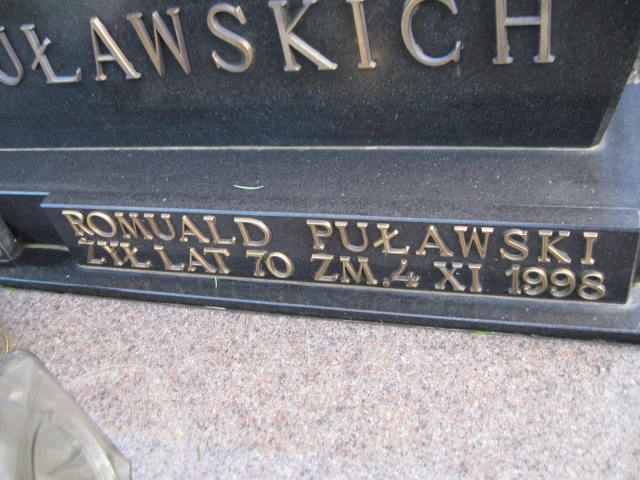 UŁAWSKICH
ROMUALD PUŁAWSKI
ŻYŁ LAT 70 ZM. 4 XI 1998